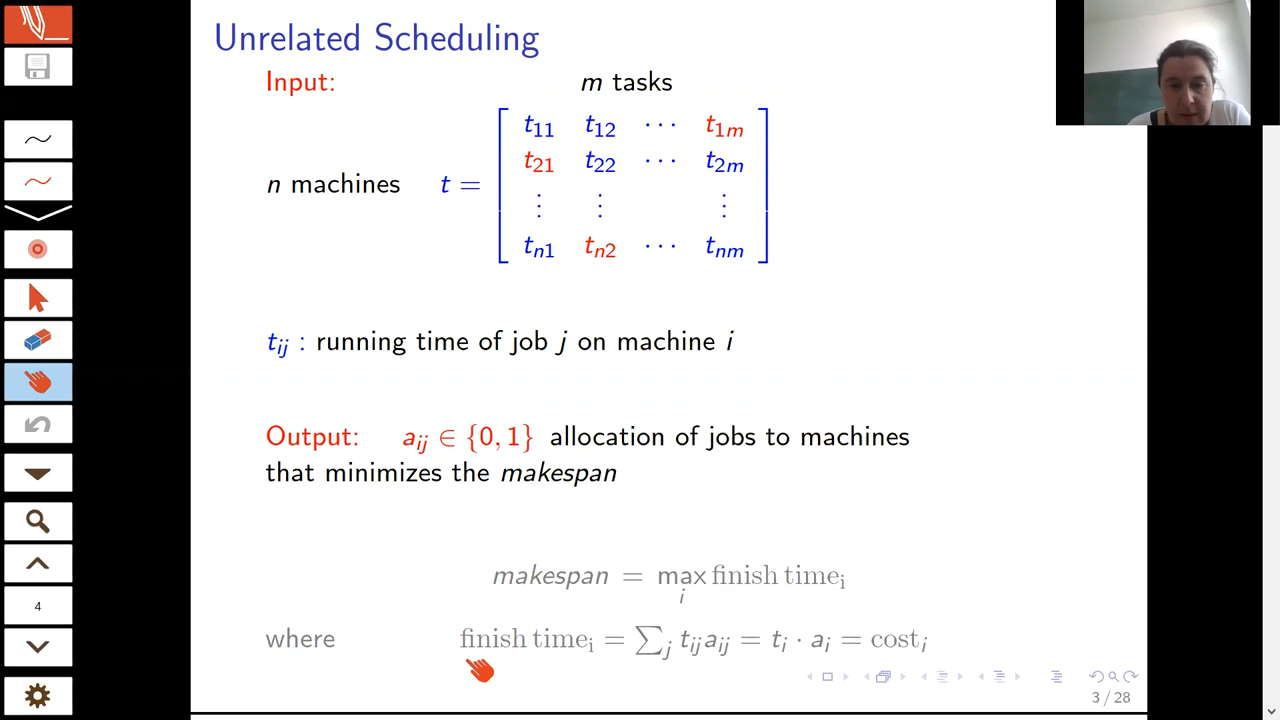 Unrelated Scheduling
Input: m tasks
n machines t = [ t11 t12 ··· t1m
t21 t22 ··· t2m
⋮ ⋮ ⋮
tn1 tn2 ··· tnm ]
tij : running time of job j on machine i
Output: aij ∈ {0, 1} allocation of jobs to machines
that minimizes the makespan
makespan = max_i finish timei
where finish timei = ∑j tijaij = ti · ai = costi
3 / 28
4